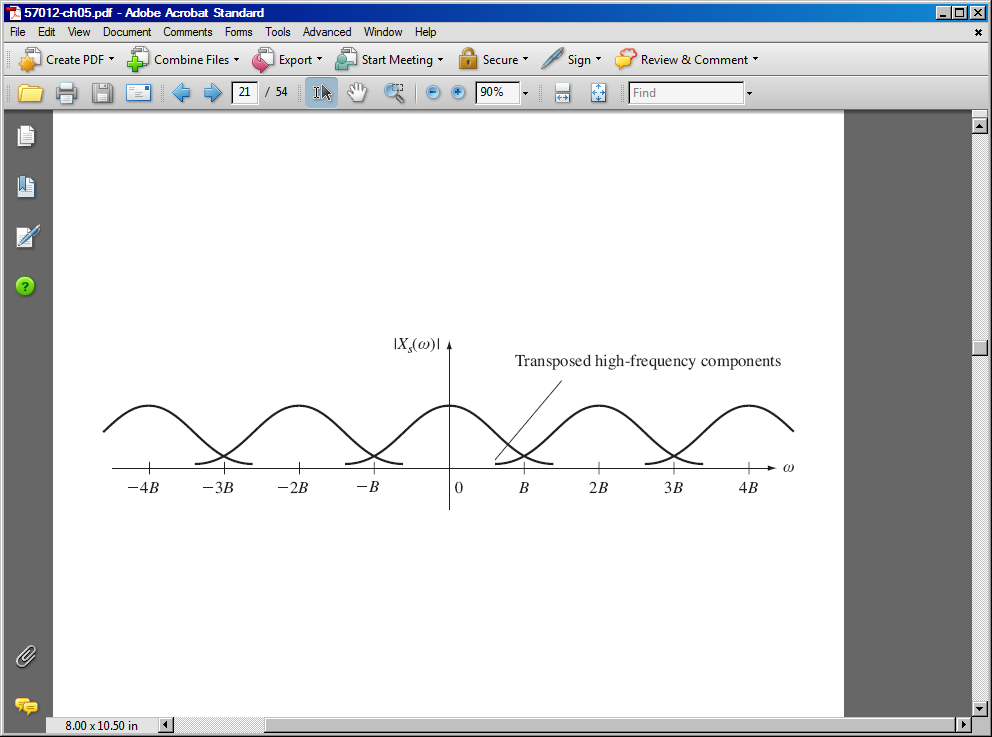 57012-ch05.pdf - Adobe Acrobat Standard
File Edit View Document Comments Forms Tools Advanced Window Help
Create PDF Combine Files Export Start Meeting Secure Sign Review & Comment
21 / 54 90% Find
|Xs(ω)|
Transposed high-frequency components
ω
−4B −3B −2B −B 0 B 2B 3B 4B
8.00 x 10.50 in